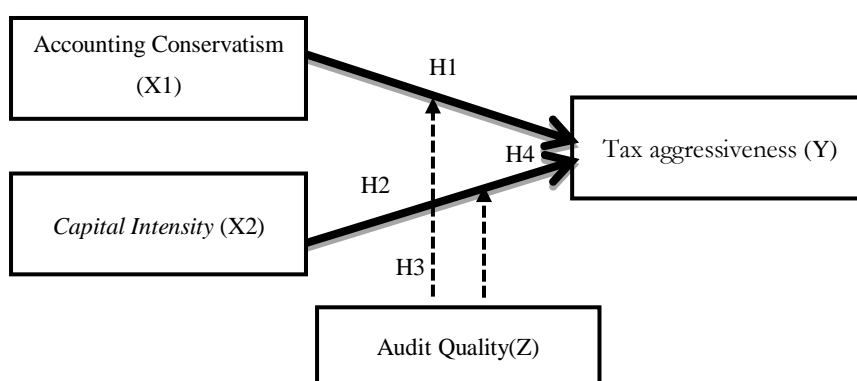 Accounting Conservatism
(X1)
H1
Tax aggressiveness (Y)
H4
H2
Capital Intensity (X2)
H3
Audit Quality(Z)